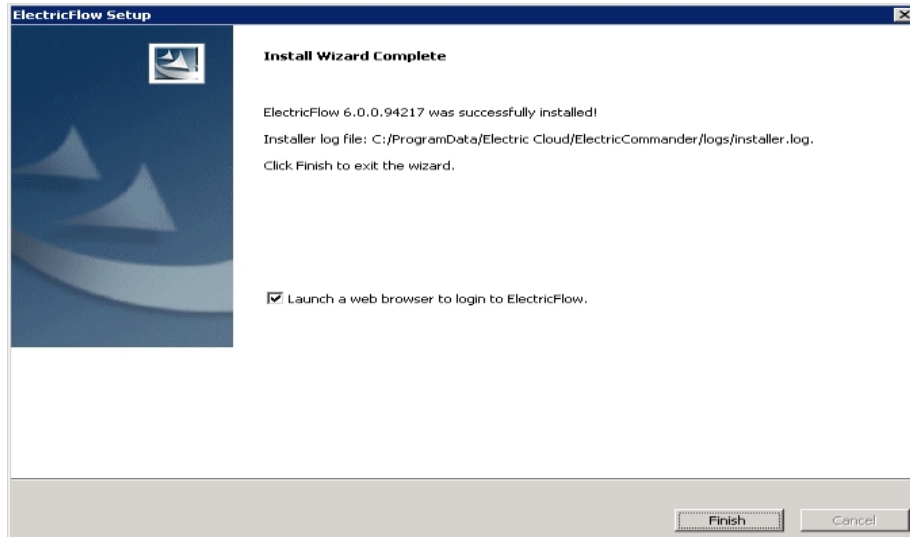 ElectricFlow Setup
Install Wizard Complete
ElectricFlow 6.0.0.94217 was successfully installed!
Installer log file: C:/ProgramData/Electric Cloud/ElectricCommander/logs/installer.log.
Click Finish to exit the wizard.
Launch a web browser to login to ElectricFlow.
Finish
Cancel